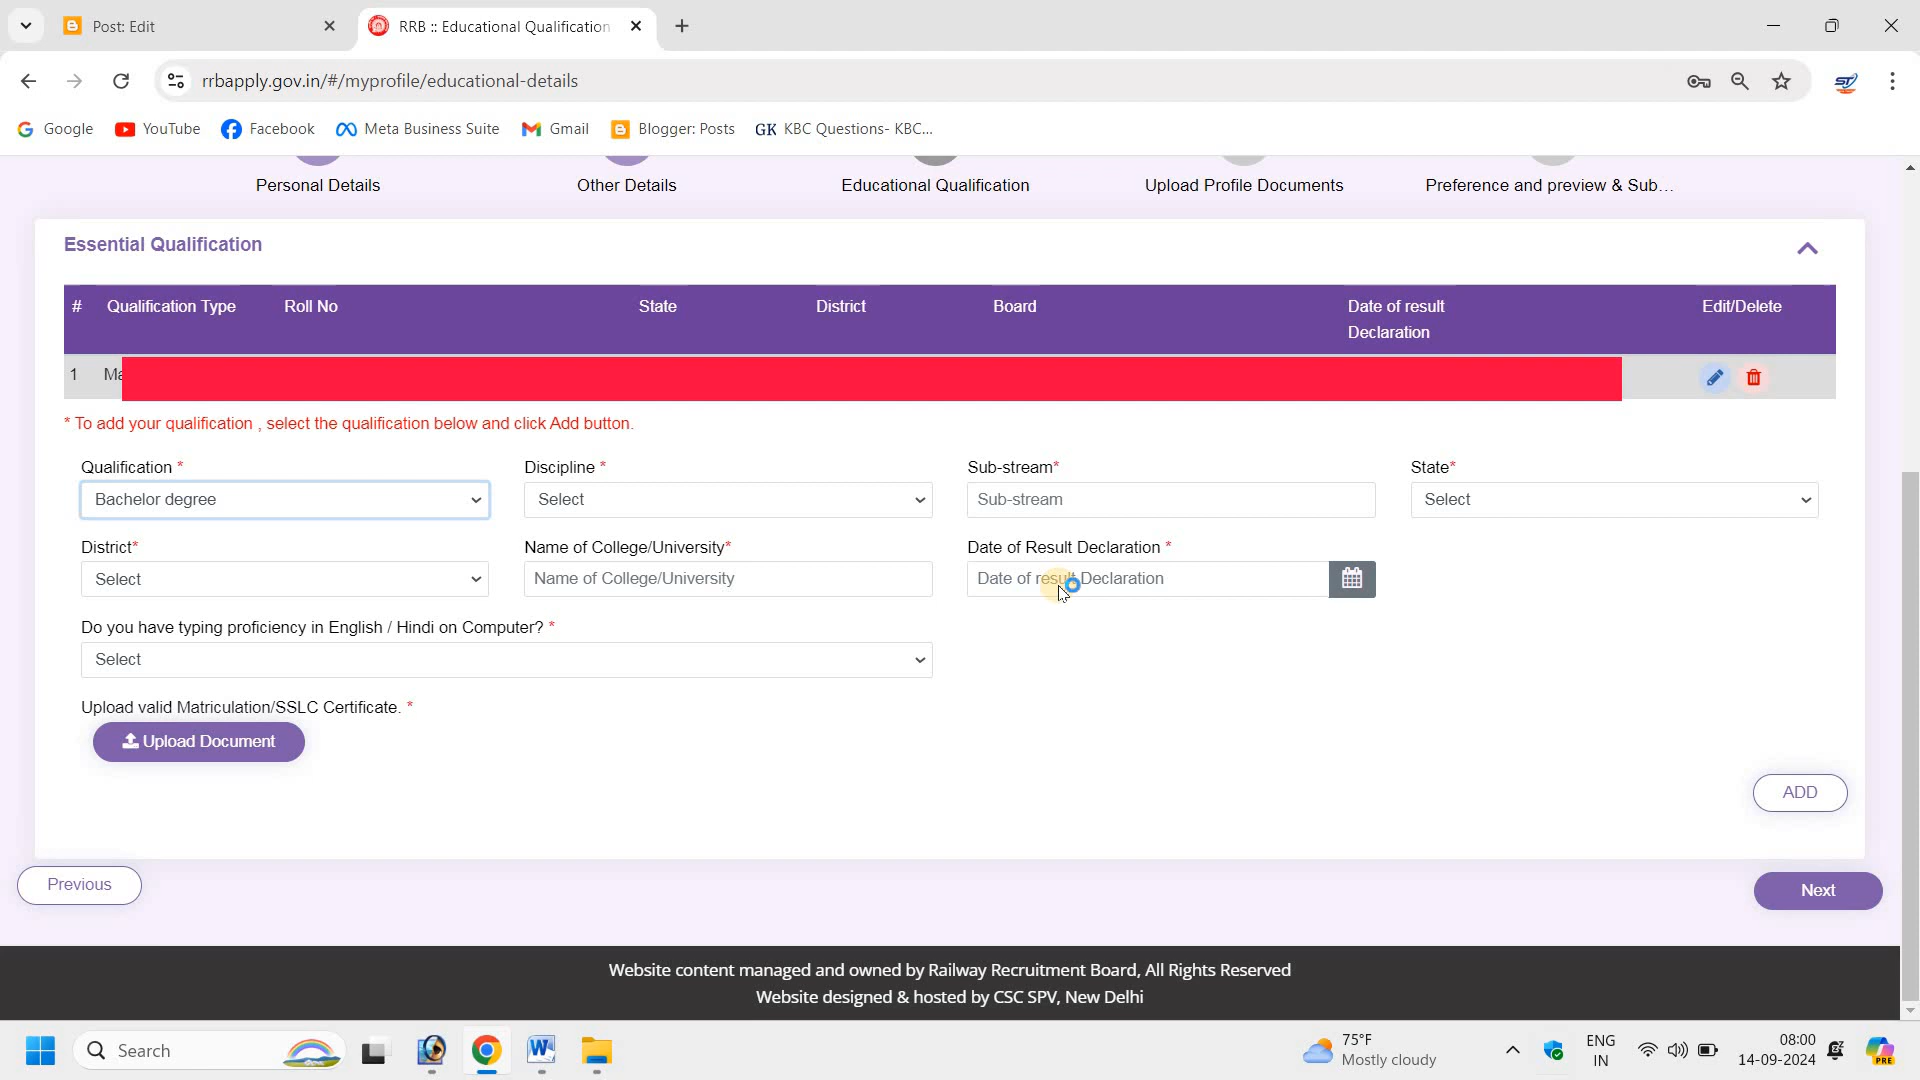 Post: Edit
RRB :: Educational Qualification
rrbapply.gov.in/#/myprofile/educational-details
Google YouTube Facebook Meta Business Suite Gmail Blogger: Posts GK KBC Questions- KBC...
Personal Details Other Details Educational Qualification Upload Profile Documents Preference and preview & Sub...
Essential Qualification
# Qualification Type Roll No State District Board Date of result Edit/Delete
Declaration
1 Ma
* To add your qualification , select the qualification below and click Add button.
Qualification * Discipline * Sub-stream* State*
Bachelor degree Select Sub-stream Select
District* Name of College/University* Date of Result Declaration *
Select Name of College/University Date of result Declaration
Do you have typing proficiency in English / Hindi on Computer? *
Select
Upload valid Matriculation/SSLC Certificate. *
Upload Document
ADD
Previous
Next
Website content managed and owned by Railway Recruitment Board, All Rights Reserved
Website designed & hosted by CSC SPV, New Delhi
Search
75°F
Mostly cloudy
ENG
IN
08:00
14-09-2024
PRE